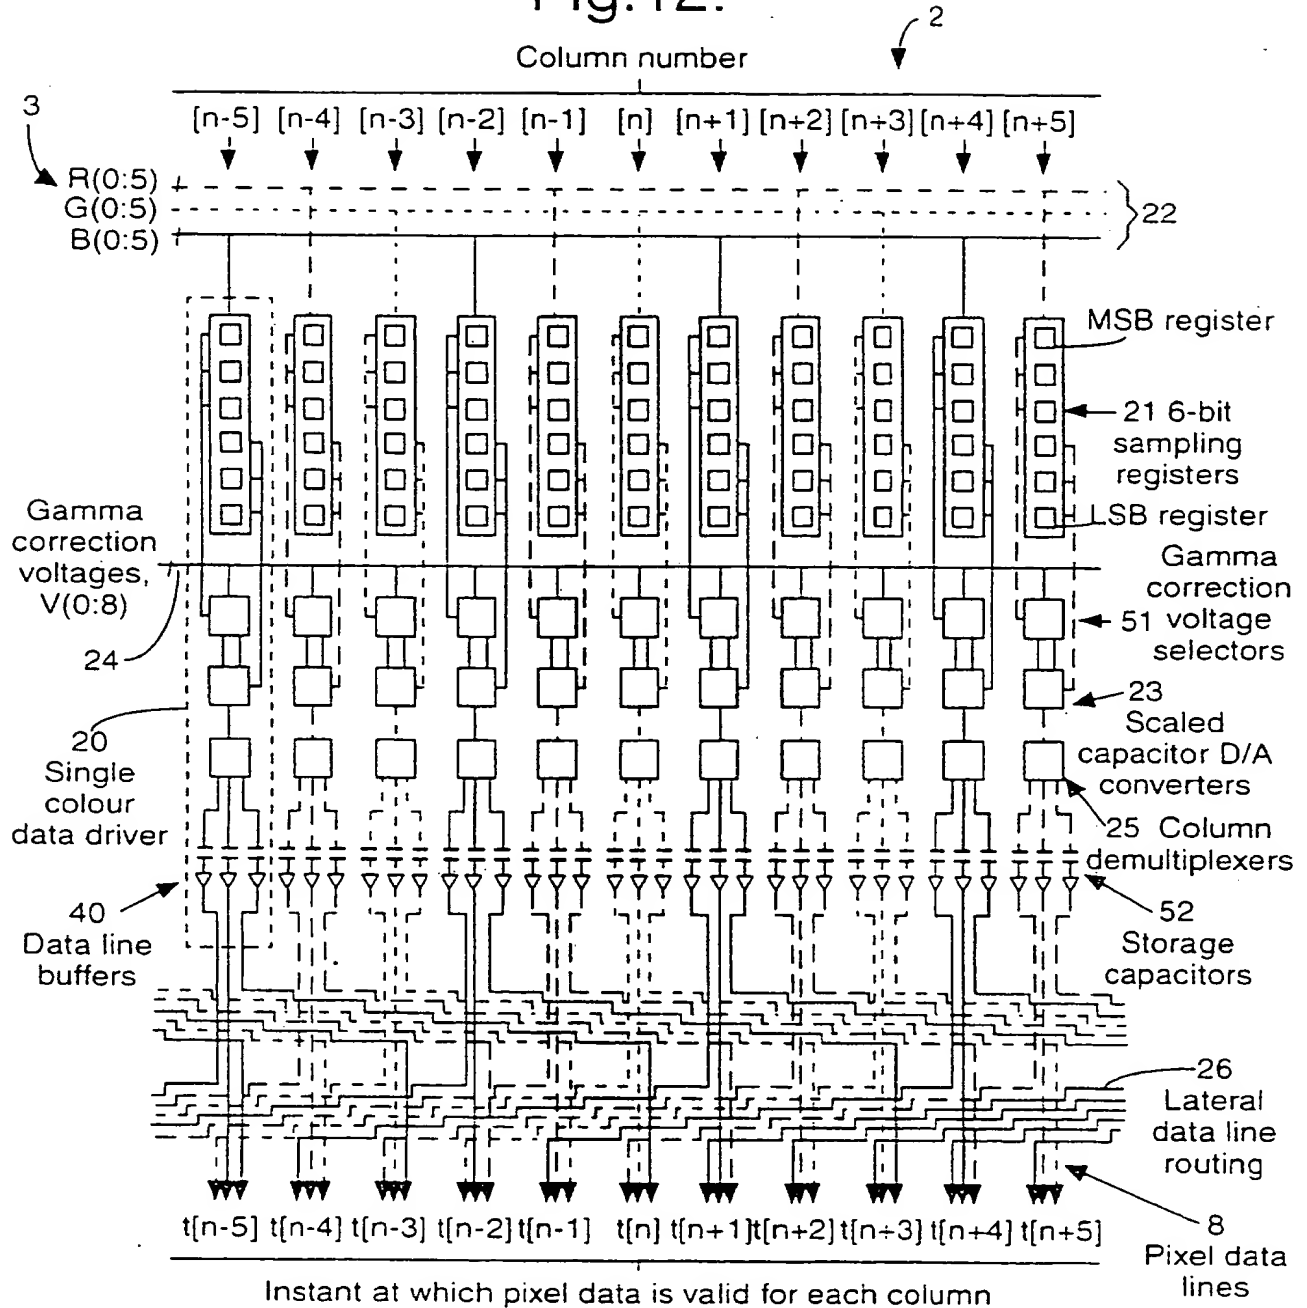 Fig.12.
2
Column number
3
[n-5] [n-4] [n-3] [n-2] [n-1] [n] [n+1] [n+2] [n+3] [n+4] [n+5]
R(0:5)
G(0:5)
B(0:5)
22
MSB register
21 6-bit
sampling
registers
LSB register
Gamma
correction
voltages,
V(0:8)
24
Gamma
correction
51 voltage
selectors
23
Scaled
capacitor D/A
converters
20
Single
colour
data driver
25 Column
demultiplexers
40
Data line
buffers
52
Storage
capacitors
26
Lateral
data line
routing
t[n-5] t[n-4] t[n-3] t[n-2] t[n-1] t[n] t[n+1] t[n+2] t[n+3] t[n+4] t[n+5]
8
Pixel data
lines
Instant at which pixel data is valid for each column